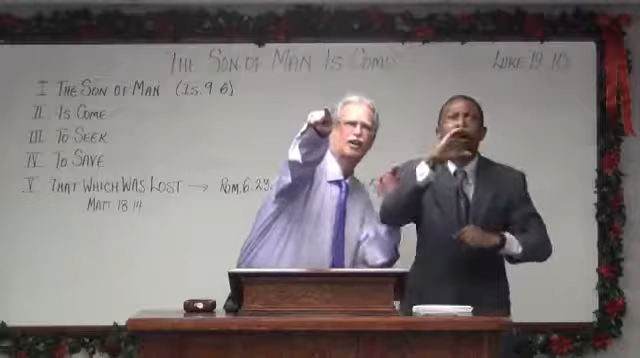 THE SON OF MAN IS COME LUKE 19:10
I THE SON OF MAN (IS. 9 6)
II IS COME
III TO SEEK
IV TO SAVE
V THAT WHICH WAS LOST → ROM. 6:23,
MATT 18 14